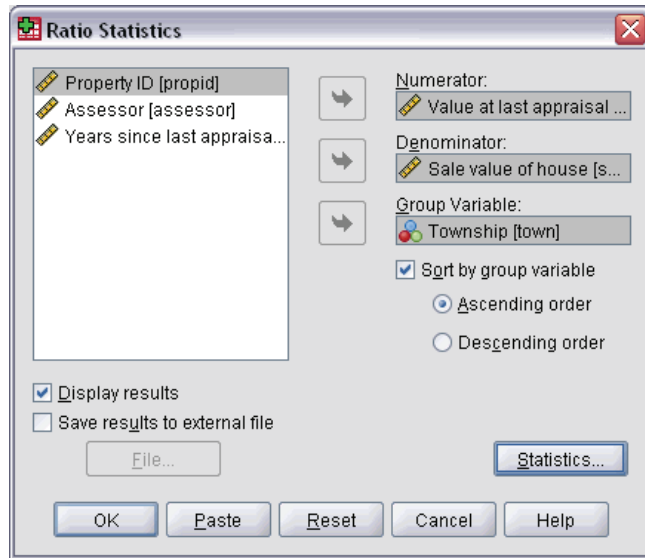 Ratio Statistics
Property ID [propid]
Assessor [assessor]
Years since last appraisa...
Numerator:
Value at last appraisal ...
Denominator:
Sale value of house [s...
Group Variable:
Township [town]
Sort by group variable
Ascending order
Descending order
Display results
Save results to external file
File...
Statistics...
OK
Paste
Reset
Cancel
Help